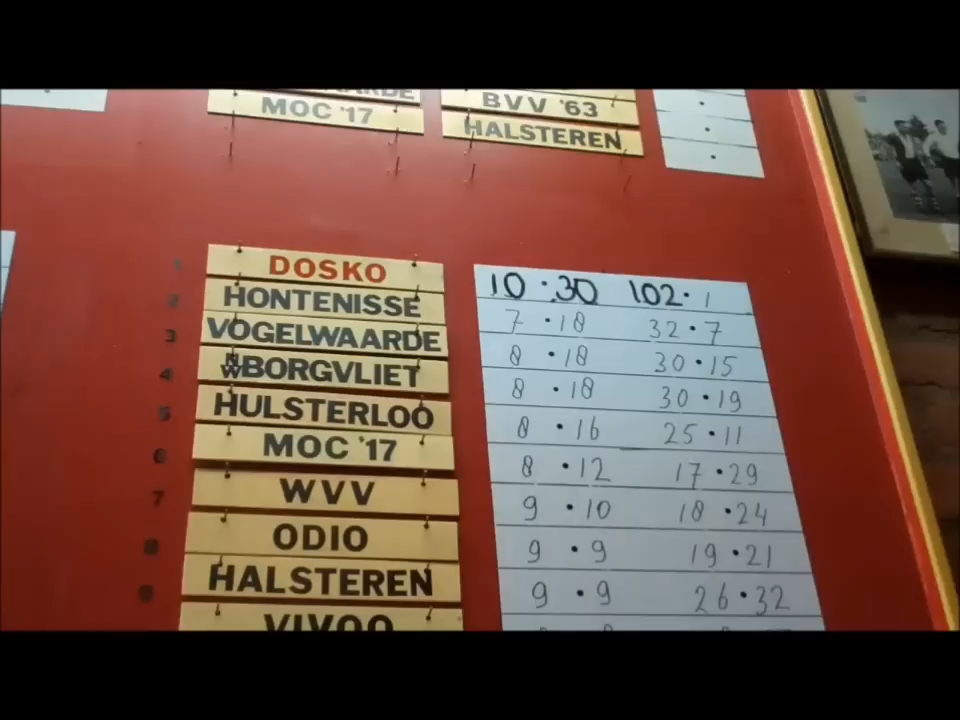 MOC '17
BVV '63
HALSTEREN
1 DOSKO 10 · 30 102 · 1
2 HONTENISSE 7 · 18 32 · 7
3 VOGELWAARDE 8 · 18 30 · 15
4 NWBORGVLIET 8 · 18 30 · 19
5 HULSTERLOO 8 · 16 25 · 11
6 MOC '17 8 · 12 17 · 29
7 WVV 9 · 10 18 · 24
8 ODIO 9 · 9 19 · 21
9 HALSTEREN 9 · 9 26 · 32
VIVOO